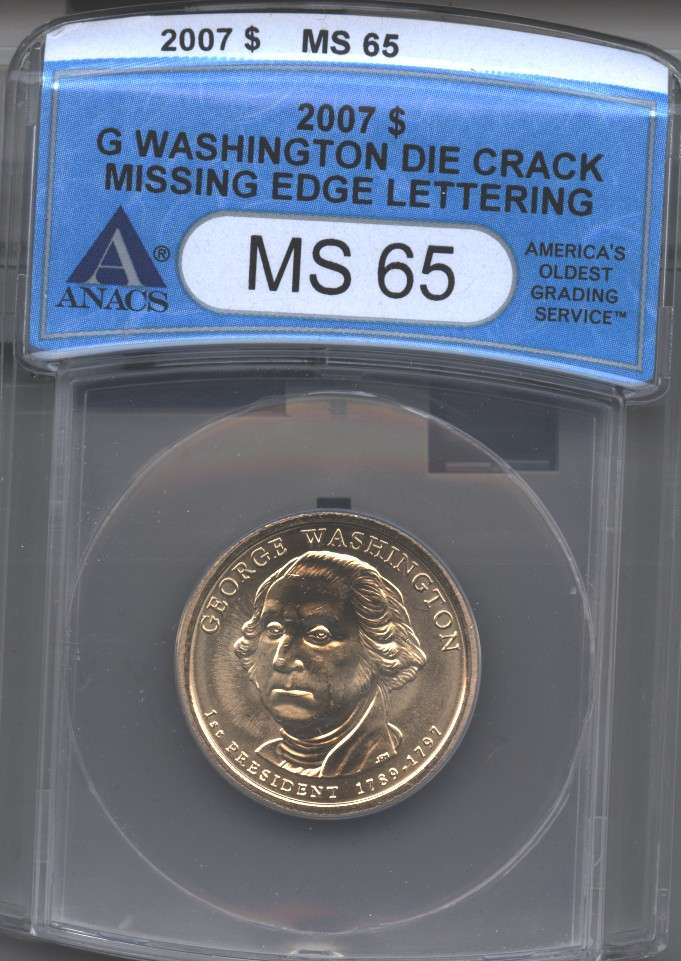 2007 $ MS 65
2007 $
G WASHINGTON DIE CRACK
MISSING EDGE LETTERING
ANACS®
MS 65
AMERICA'S
OLDEST
GRADING
SERVICE™
GEORGE WASHINGTON
1st PRESIDENT 1789-1797
JFM